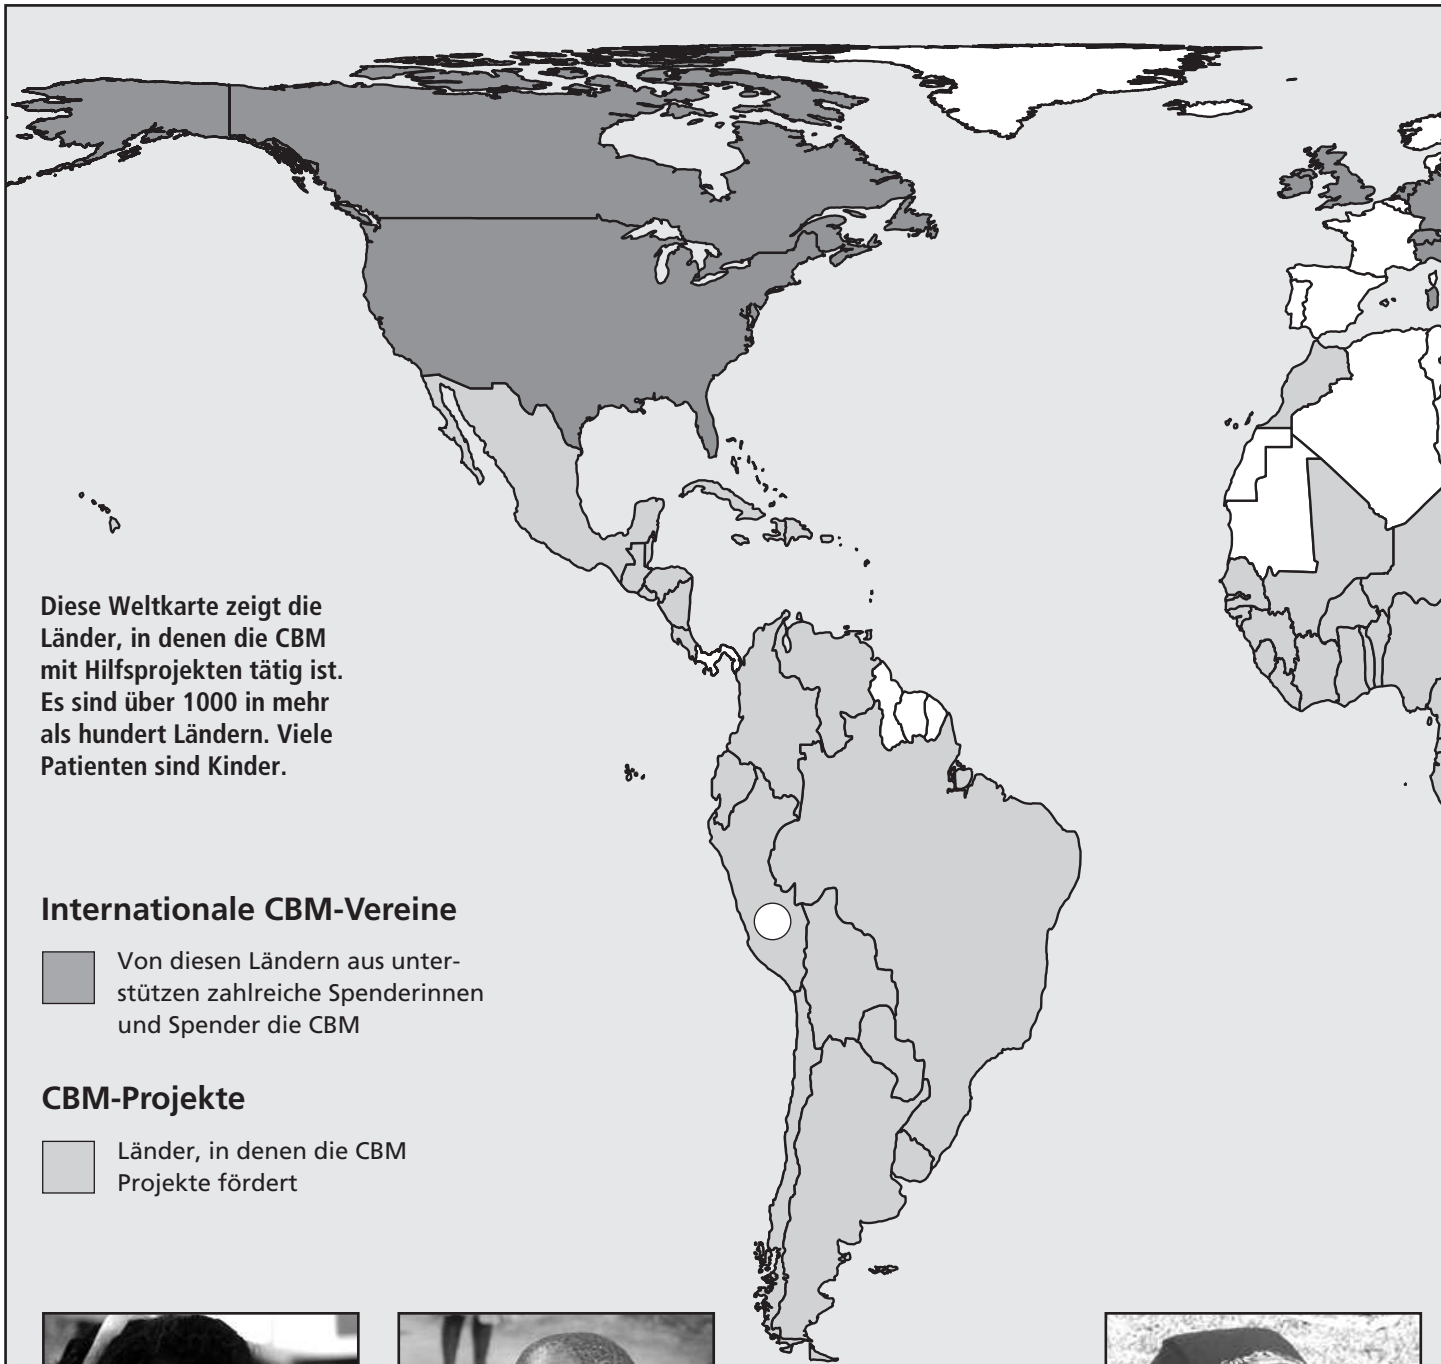 Diese Weltkarte zeigt die
Länder, in denen die CBM
mit Hilfsprojekten tätig ist.
Es sind über 1000 in mehr
als hundert Ländern. Viele
Patienten sind Kinder.
Internationale CBM-Vereine
Von diesen Ländern aus unter-
stützen zahlreiche Spenderinnen
und Spender die CBM
CBM-Projekte
Länder, in denen die CBM
Projekte fördert